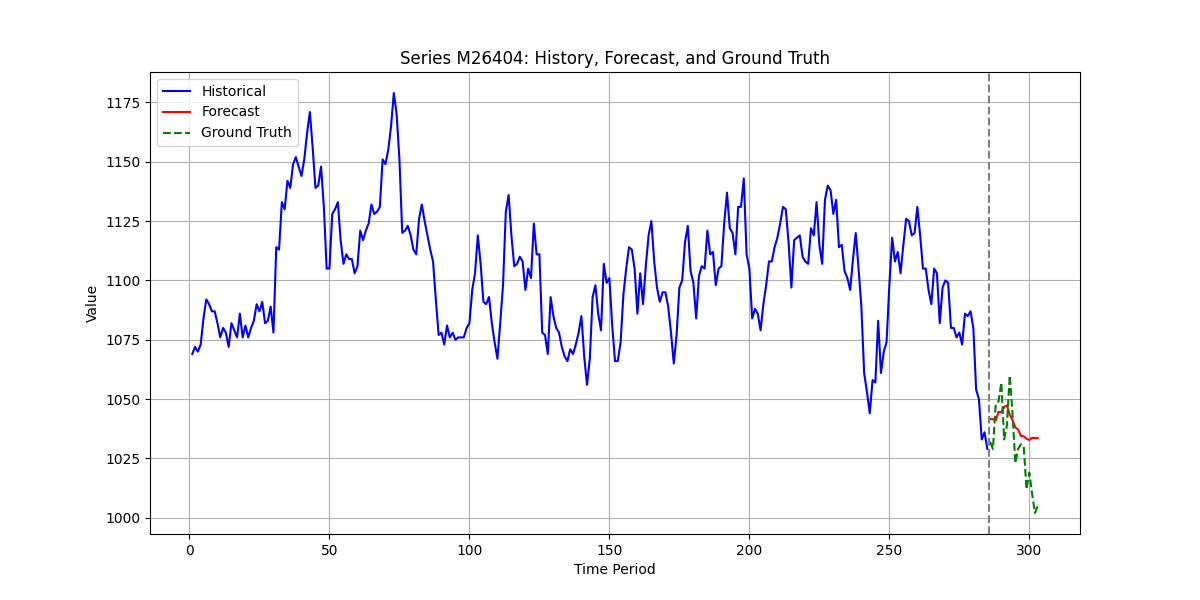 Series M26404: History, Forecast, and Ground Truth
Historical
Forecast
Ground Truth
1175
1150
1125
1100
1075
1050
1025
1000
Value
0 50 100 150 200 250 300
Time Period